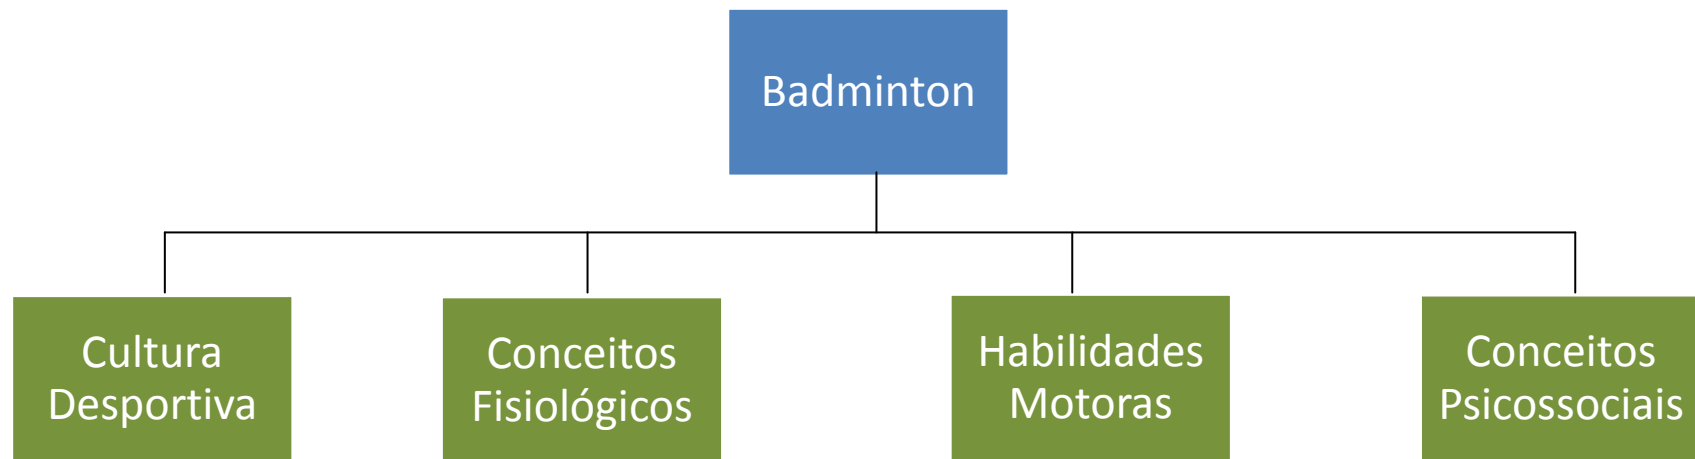 Badminton
Cultura
Desportiva
Conceitos
Fisiológicos
Habilidades
Motoras
Conceitos
Psicossociais